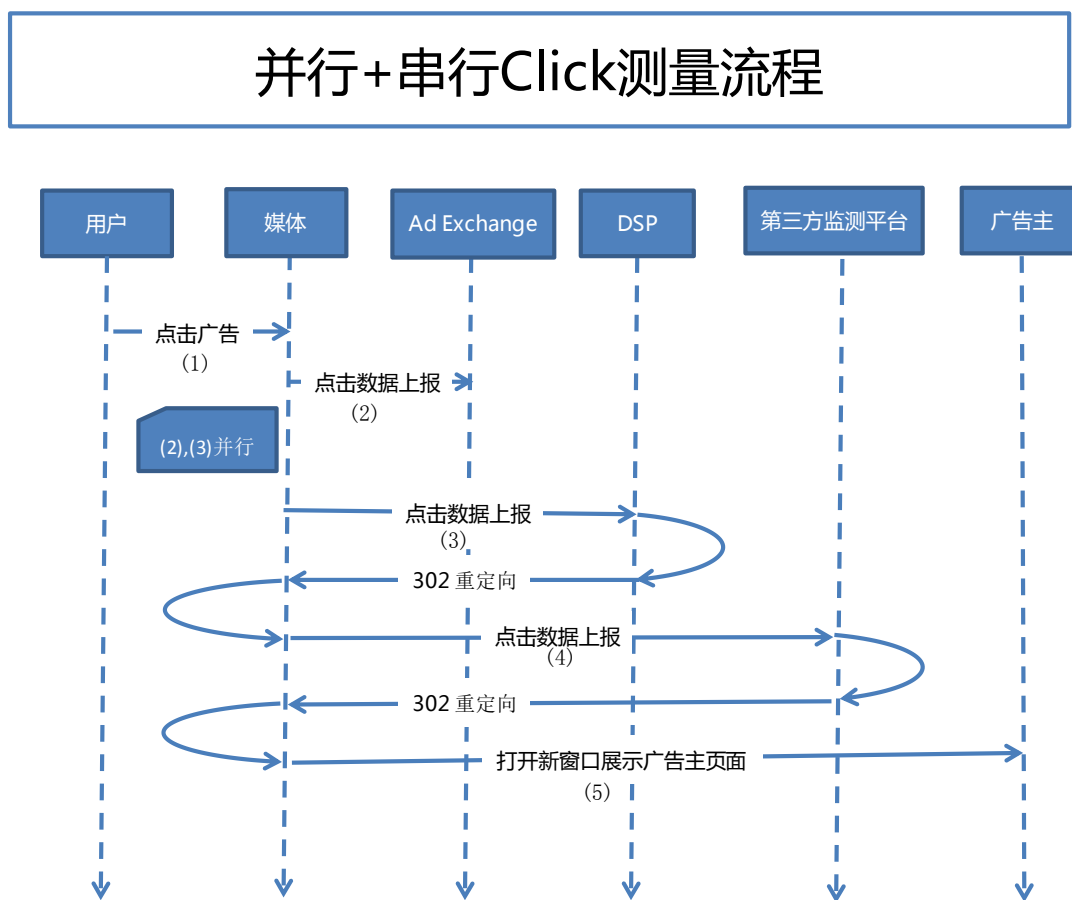 并行+串行Click测量流程
用户
媒体
Ad Exchange
DSP
第三方监测平台
广告主
点击广告
(1)
点击数据上报
(2)
(2),(3)并行
点击数据上报
(3)
302 重定向
点击数据上报
(4)
302 重定向
打开新窗口展示广告主页面
(5)